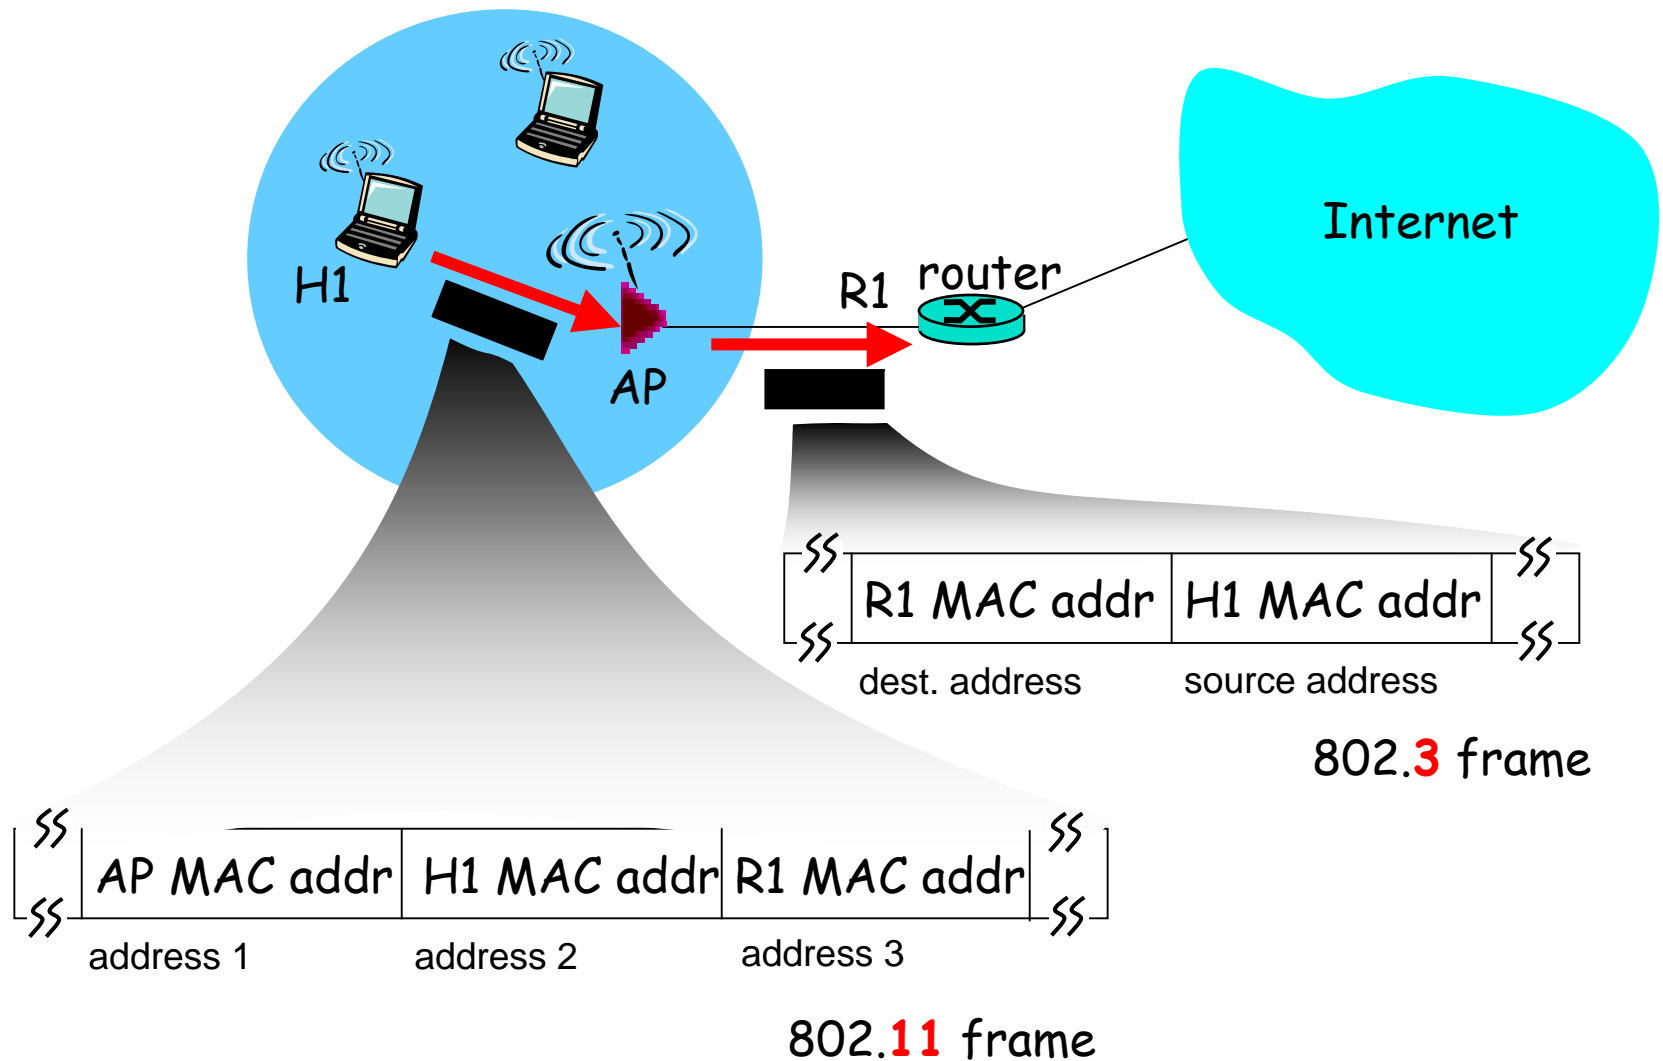 Internet
router
R1
H1
AP
R1 MAC addr H1 MAC addr
dest. address source address
802.3 frame
AP MAC addr H1 MAC addr R1 MAC addr
address 1 address 2 address 3
802.11 frame